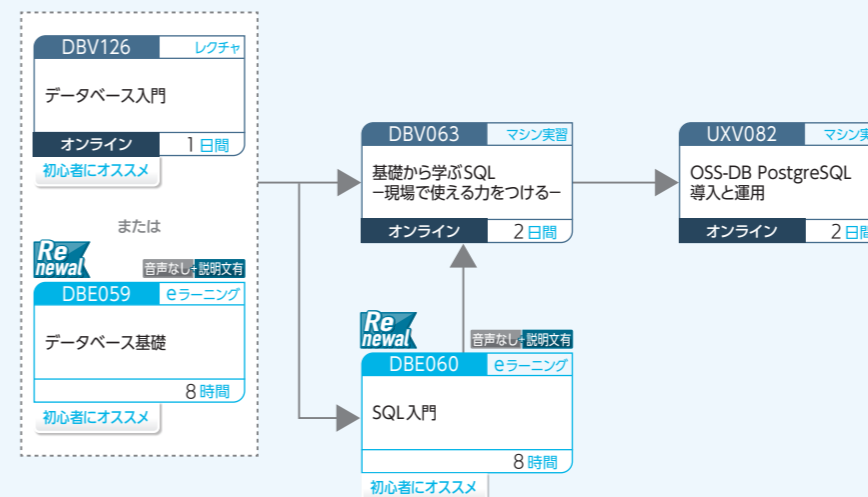 DBV126 レクチャ
データベース入門
オンライン 1日間
初心者にオススメ
または
Renewal
音声なし+説明文有
DBE059 eラーニング
データベース基礎
8時間
初心者にオススメ
DBV063 マシン実習
基礎から学ぶSQL
−現場で使える力をつける−
オンライン 2日間
Renewal
音声なし+説明文有
DBE060 eラーニング
SQL入門
8時間
初心者にオススメ
UXV082 マシン実
OSS-DB PostgreSQL
導入と運用
オンライン 2日間